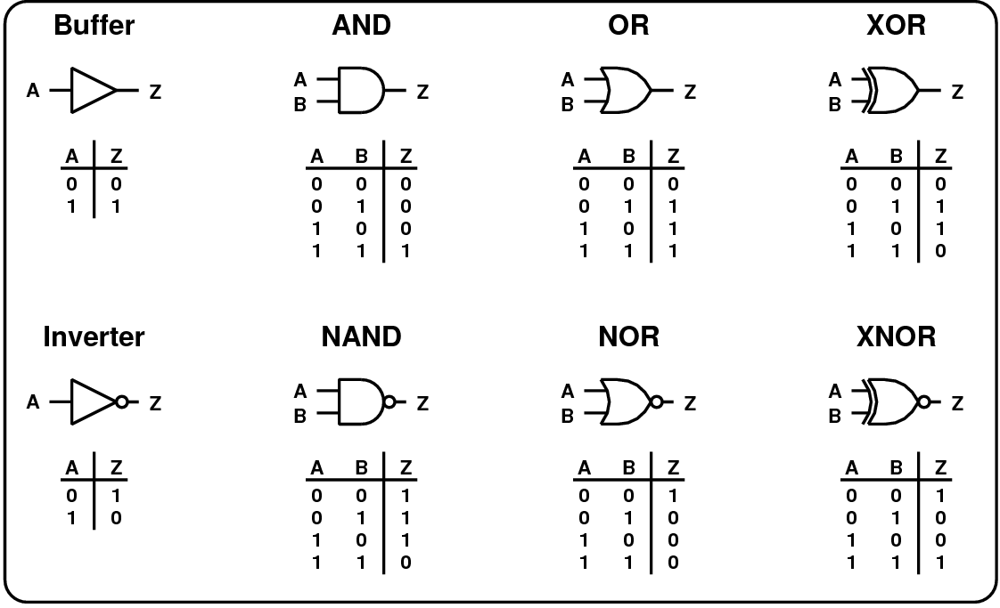 Buffer AND OR XOR
A Z A B Z A B Z A B Z
A Z A B Z A B Z A B Z
0 0 0 0 0 0 0 0 0 0 0
1 1 0 1 0 0 1 1 0 1 1
1 0 0 1 0 1 1 0 1
1 1 1 1 1 1 1 1 0
Inverter NAND NOR XNOR
A Z A B Z A B Z A B Z
A Z A B Z A B Z A B Z
0 1 0 0 1 0 0 1 0 0 1
1 0 0 1 1 0 1 0 0 1 0
1 0 1 1 0 0 1 0 0
1 1 0 1 1 0 1 1 1